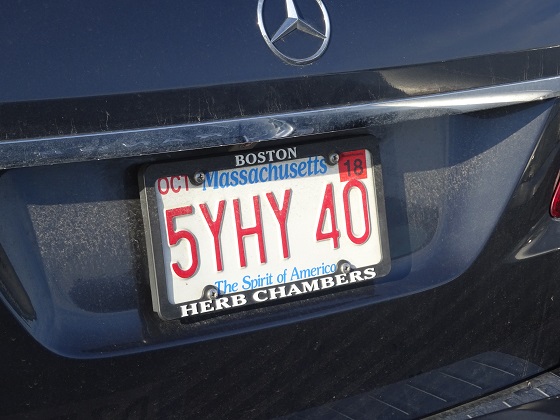 BOSTON
OCT Massachusetts 18
5YHY 40
The Spirit of America
HERB CHAMBERS